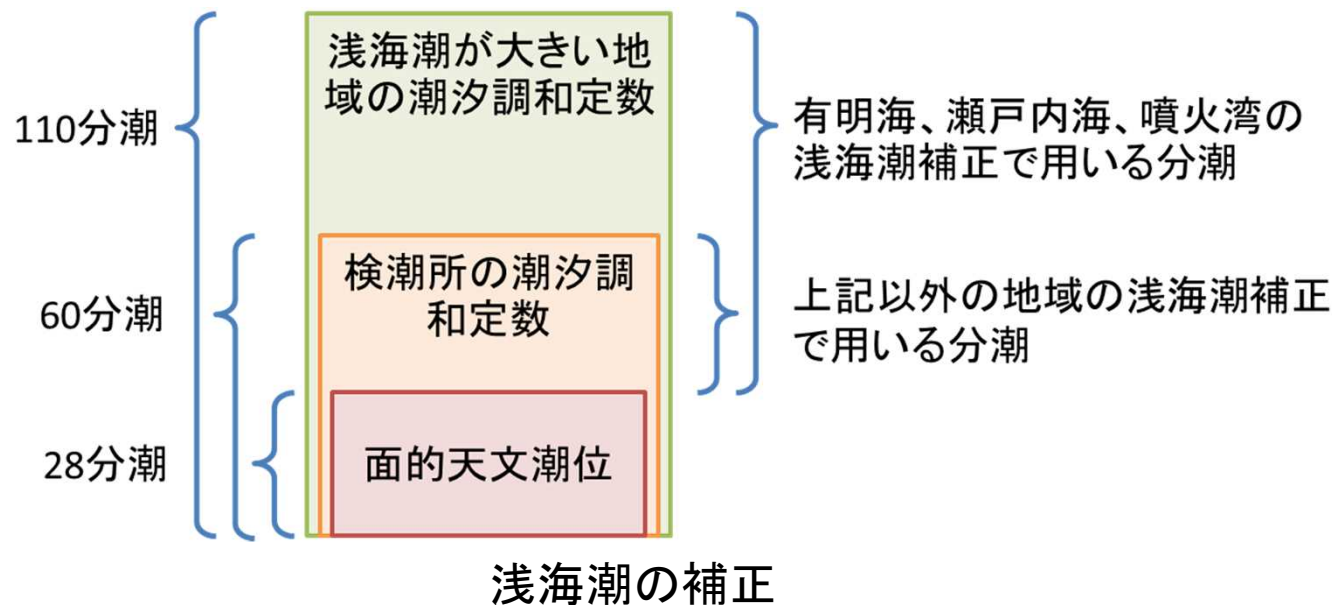 浅海潮が大きい地
域の潮汐調和定数
110分潮
有明海、瀬戸内海、噴火湾の
浅海潮補正で用いる分潮
検潮所の潮汐調
和定数
60分潮
上記以外の地域の浅海潮補正
で用いる分潮
28分潮
面的天文潮位
浅海潮の補正